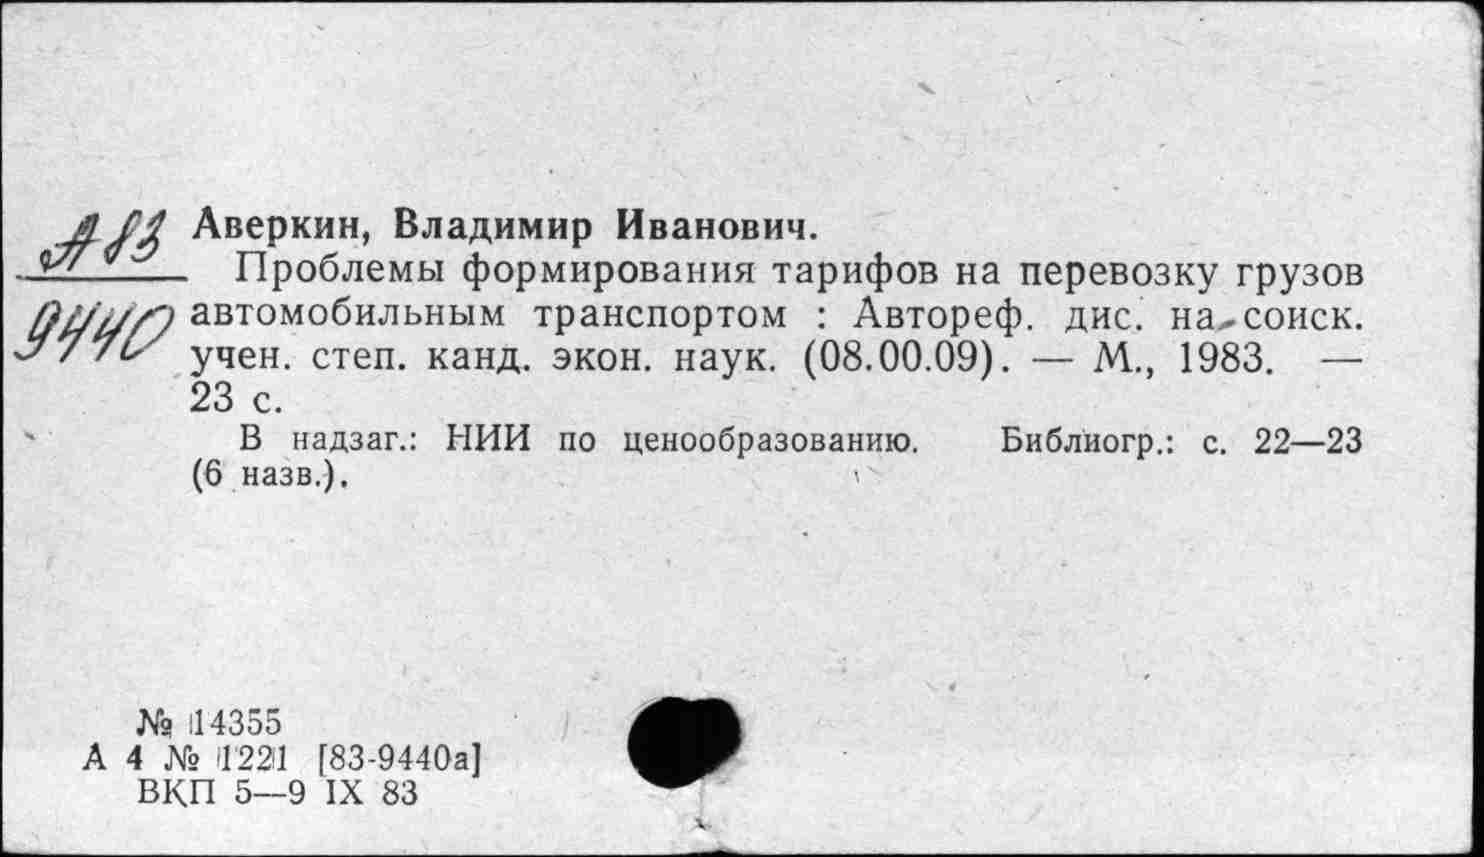 А83
9440
Аверкин, Владимир Иванович.
Проблемы формирования тарифов на перевозку грузов
автомобильным транспортом : Автореф. дис. на соиск.
учен. степ. канд. экон. наук. (08.00.09). — М., 1983. —
23 с.
В надзаг.: НИИ по ценообразованию. Библиогр.: с. 22—23
(6 назв.).
№ 14355
А 4 № 1221 [83-9440а]
ВКП 5—9 IX 83